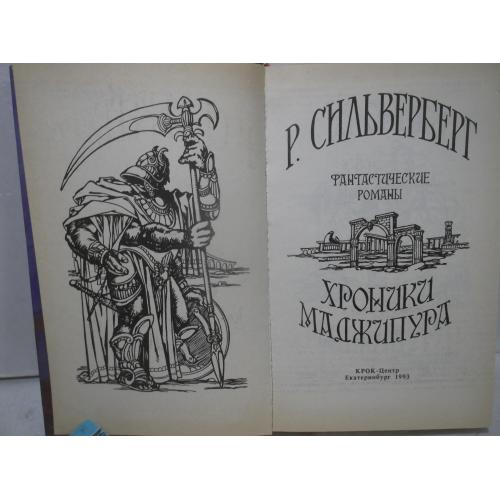 Р. СИЛЬВЕРБЕРГ
ФАНТАСТИЧЕСКИЕ
РОМАНЫ
ХРОНИКИ
МАДЖИПУРА
КРОК-Центр
Екатеринбург 1993